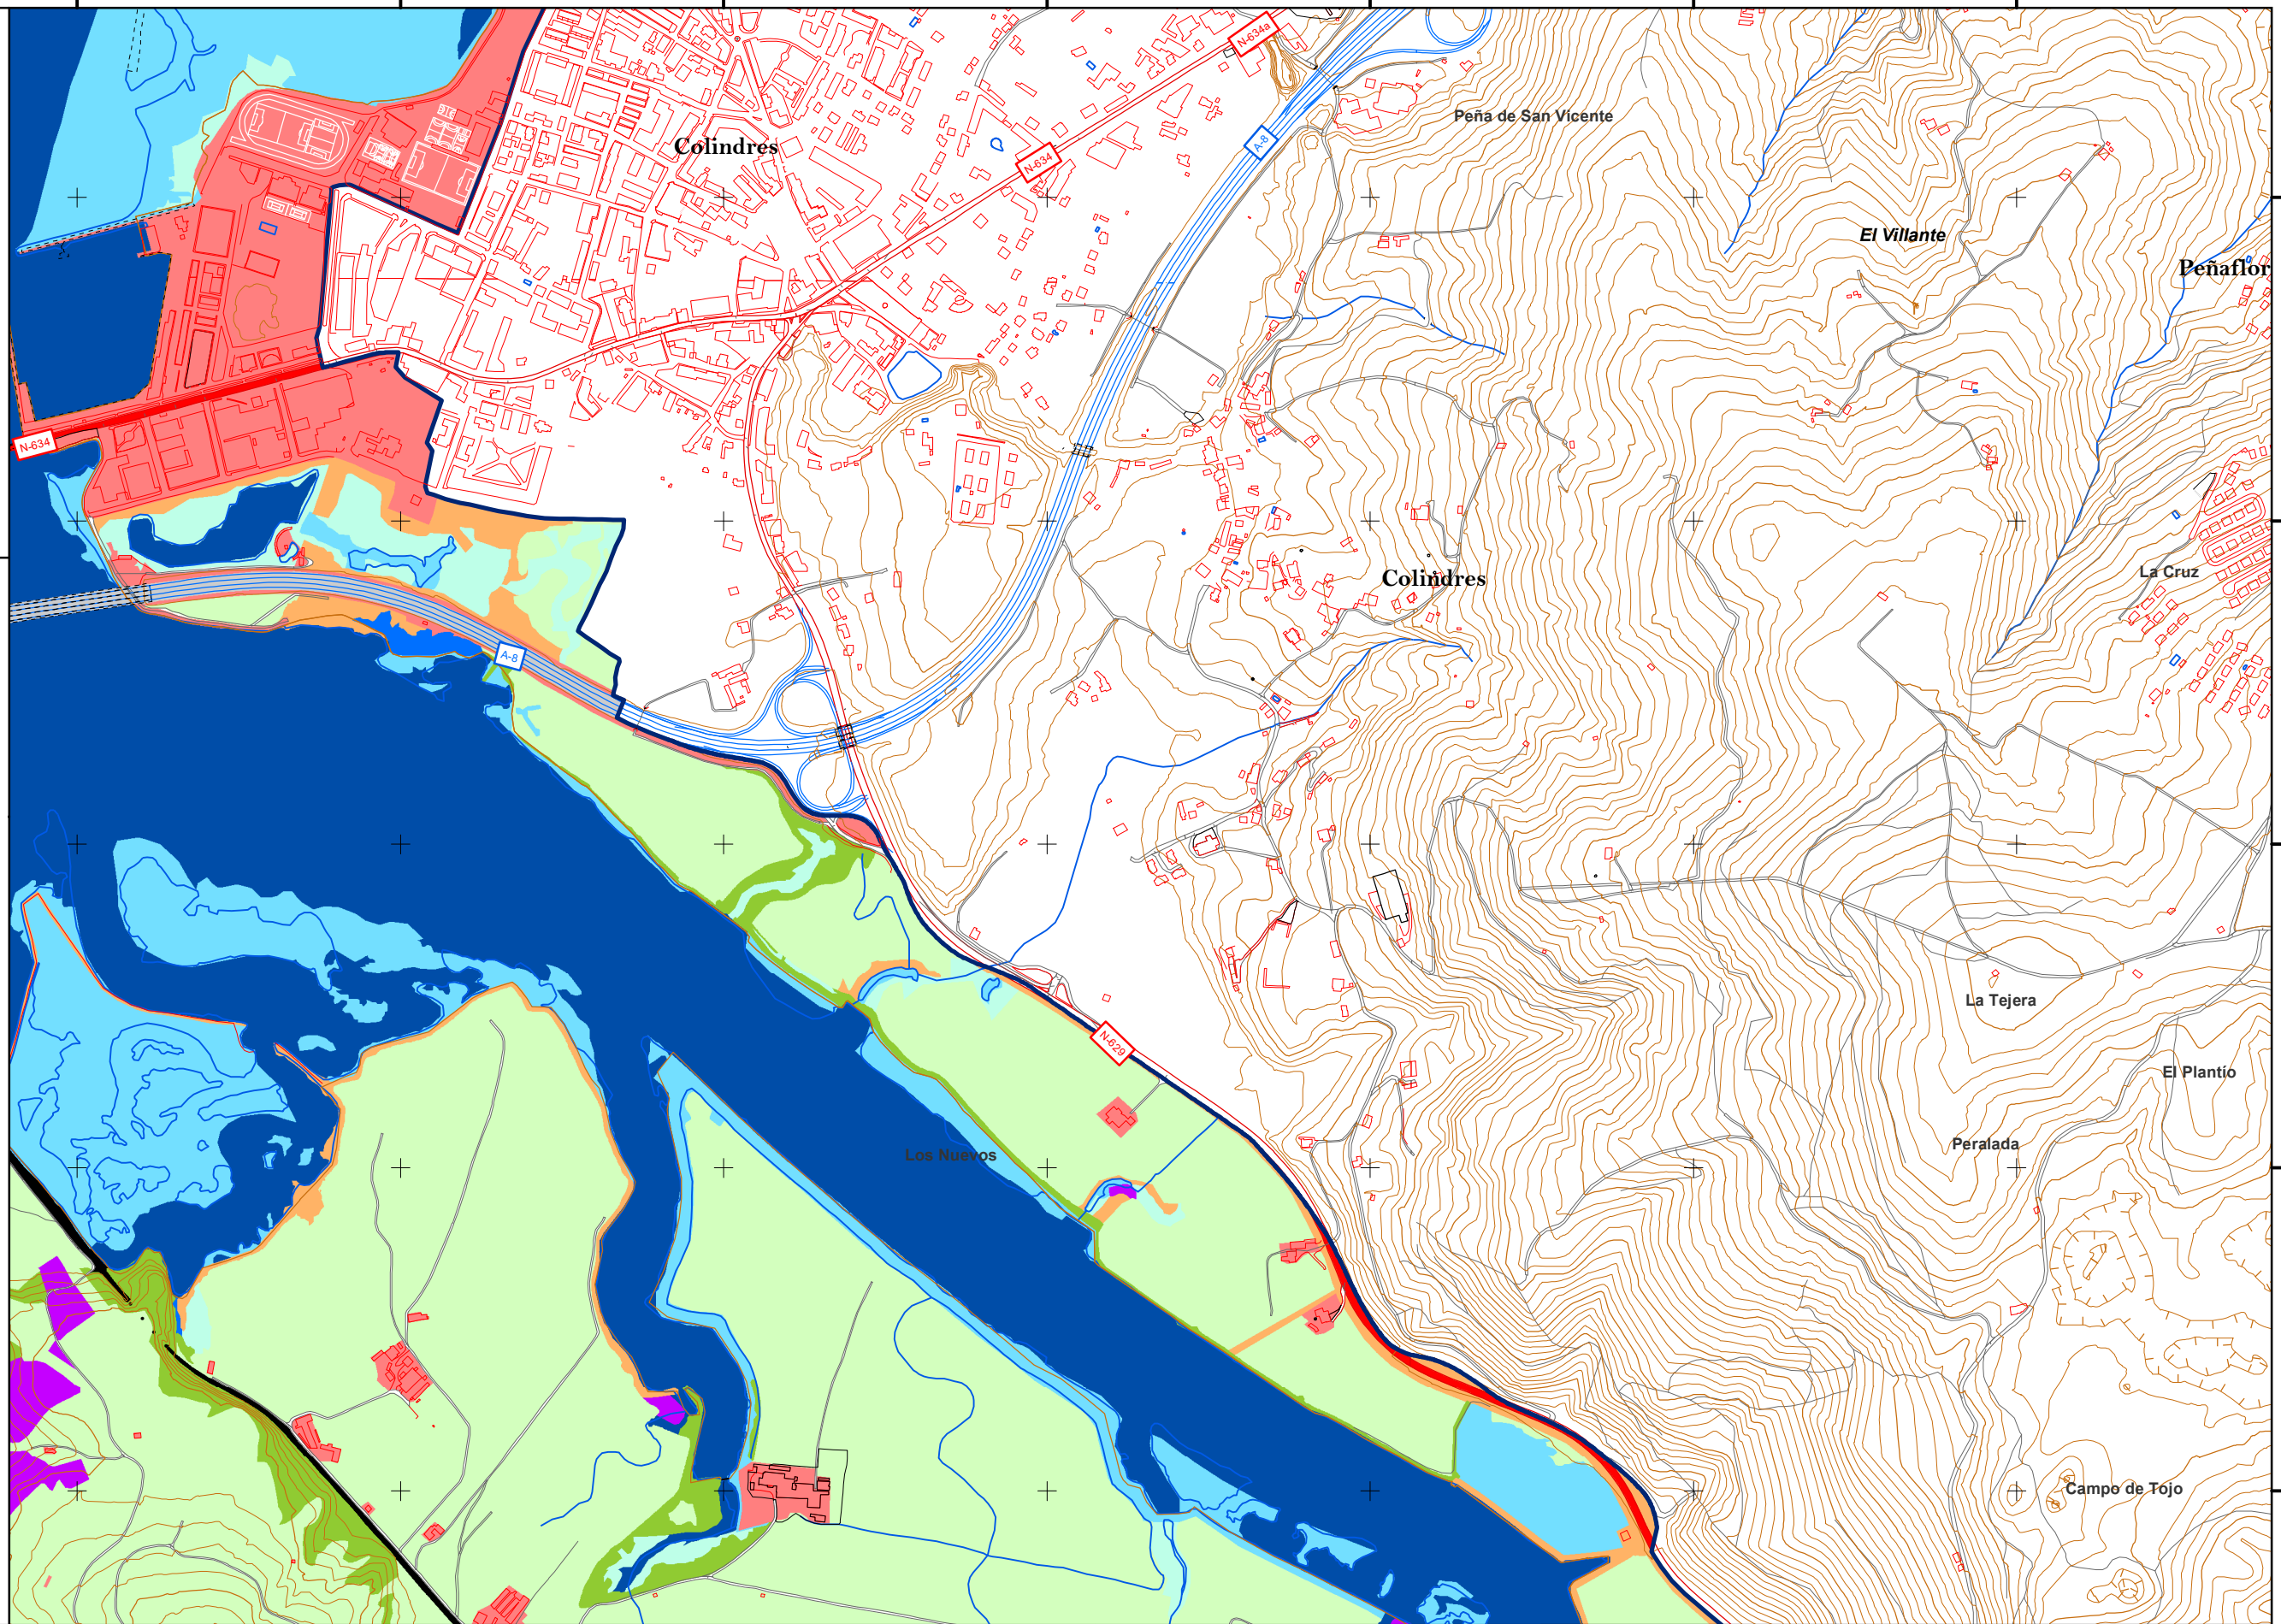 N-634a
Peña de San Vicente
A-8
Colindres
N-634
El Villante
Peñaflor
N-634
La Cruz
Colindres
A-8
La Tejera
N-629
El Plantío
Peralada
Los Nuevos
Campo de Tojo